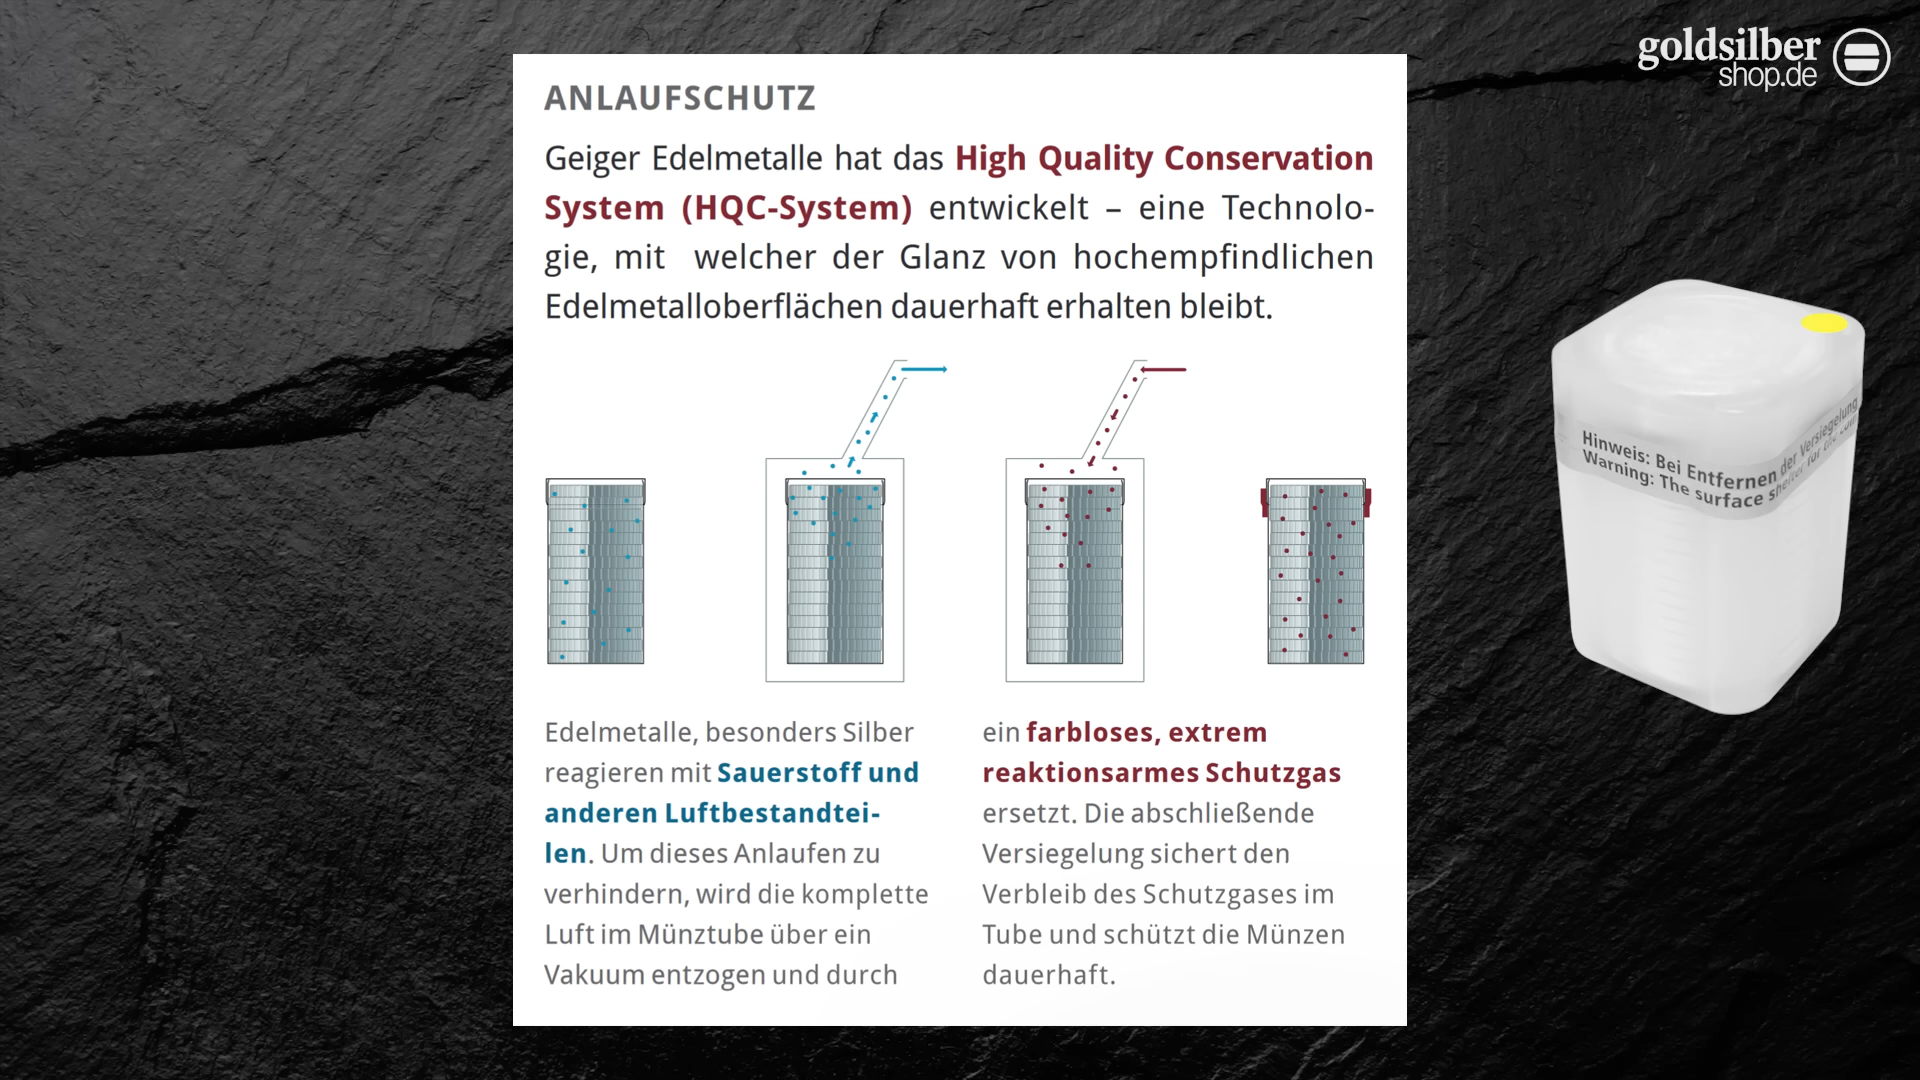 goldsilber
shop.de
ANLAUFSCHUTZ
Geiger Edelmetalle hat das High Quality Conservation
System (HQC-System) entwickelt – eine Technolo-
gie, mit welcher der Glanz von hochempfindlichen
Edelmetalloberflächen dauerhaft erhalten bleibt.
Edelmetalle, besonders Silber
reagieren mit Sauerstoff und
anderen Luftbestandtei-
len. Um dieses Anlaufen zu
verhindern, wird die komplette
Luft im Münztube über ein
Vakuum entzogen und durch
ein farbloses, extrem
reaktionsarmes Schutzgas
ersetzt. Die abschließende
Versiegelung sichert den
Verbleib des Schutzgases im
Tube und schützt die Münzen
dauerhaft.
Hinweis: Bei Entfernen der Versiegelung
Warning: The surface